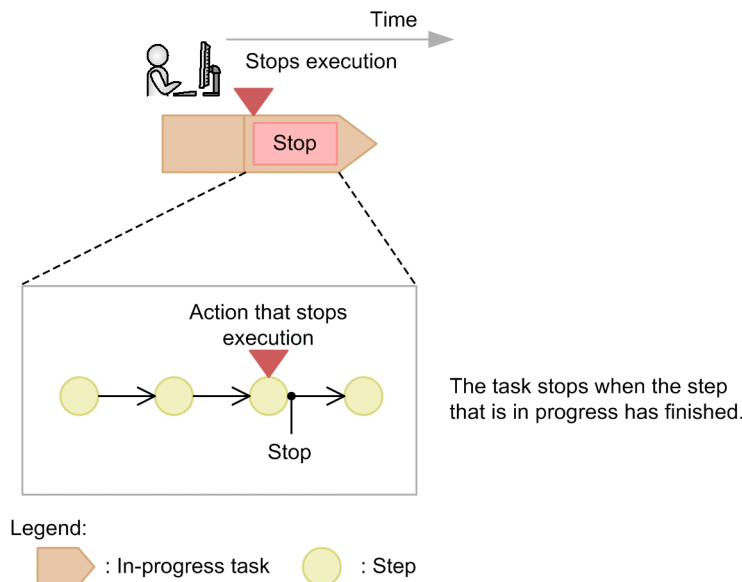 Time
Stops execution
Stop
Action that stops
execution
Stop
The task stops when the step
that is in progress has finished.
Legend:
: In-progress task
: Step